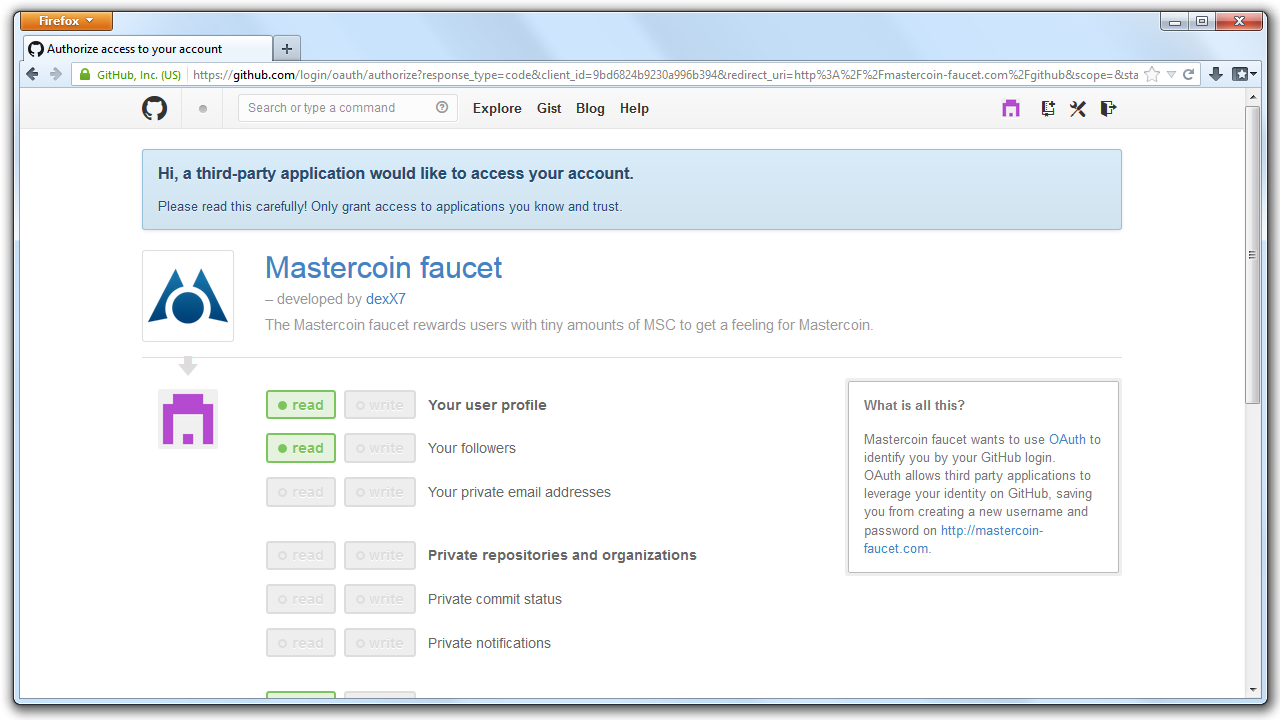 Firefox
Authorize access to your account
GitHub, Inc. (US)
https://github.com/login/oauth/authorize?response_type=code&client_id=9bd6824b9230a996b394&redirect_uri=http%3A%2F%2Fmastercoin-faucet.com%2Fgithub&scope=&sta
Search or type a command
Explore
Gist
Blog
Help
Hi, a third-party application would like to access your account.
Please read this carefully! Only grant access to applications you know and trust.
Mastercoin faucet
– developed by dexX7
The Mastercoin faucet rewards users with tiny amounts of MSC to get a feeling for Mastercoin.
read write Your user profile
read write Your followers
read write Your private email addresses
read write Private repositories and organizations
read write Private commit status
read write Private notifications
What is all this?
Mastercoin faucet wants to use OAuth to
identify you by your GitHub login.
OAuth allows third party applications to
leverage your identity on GitHub, saving
you from creating a new username and
password on http://mastercoin-
faucet.com.